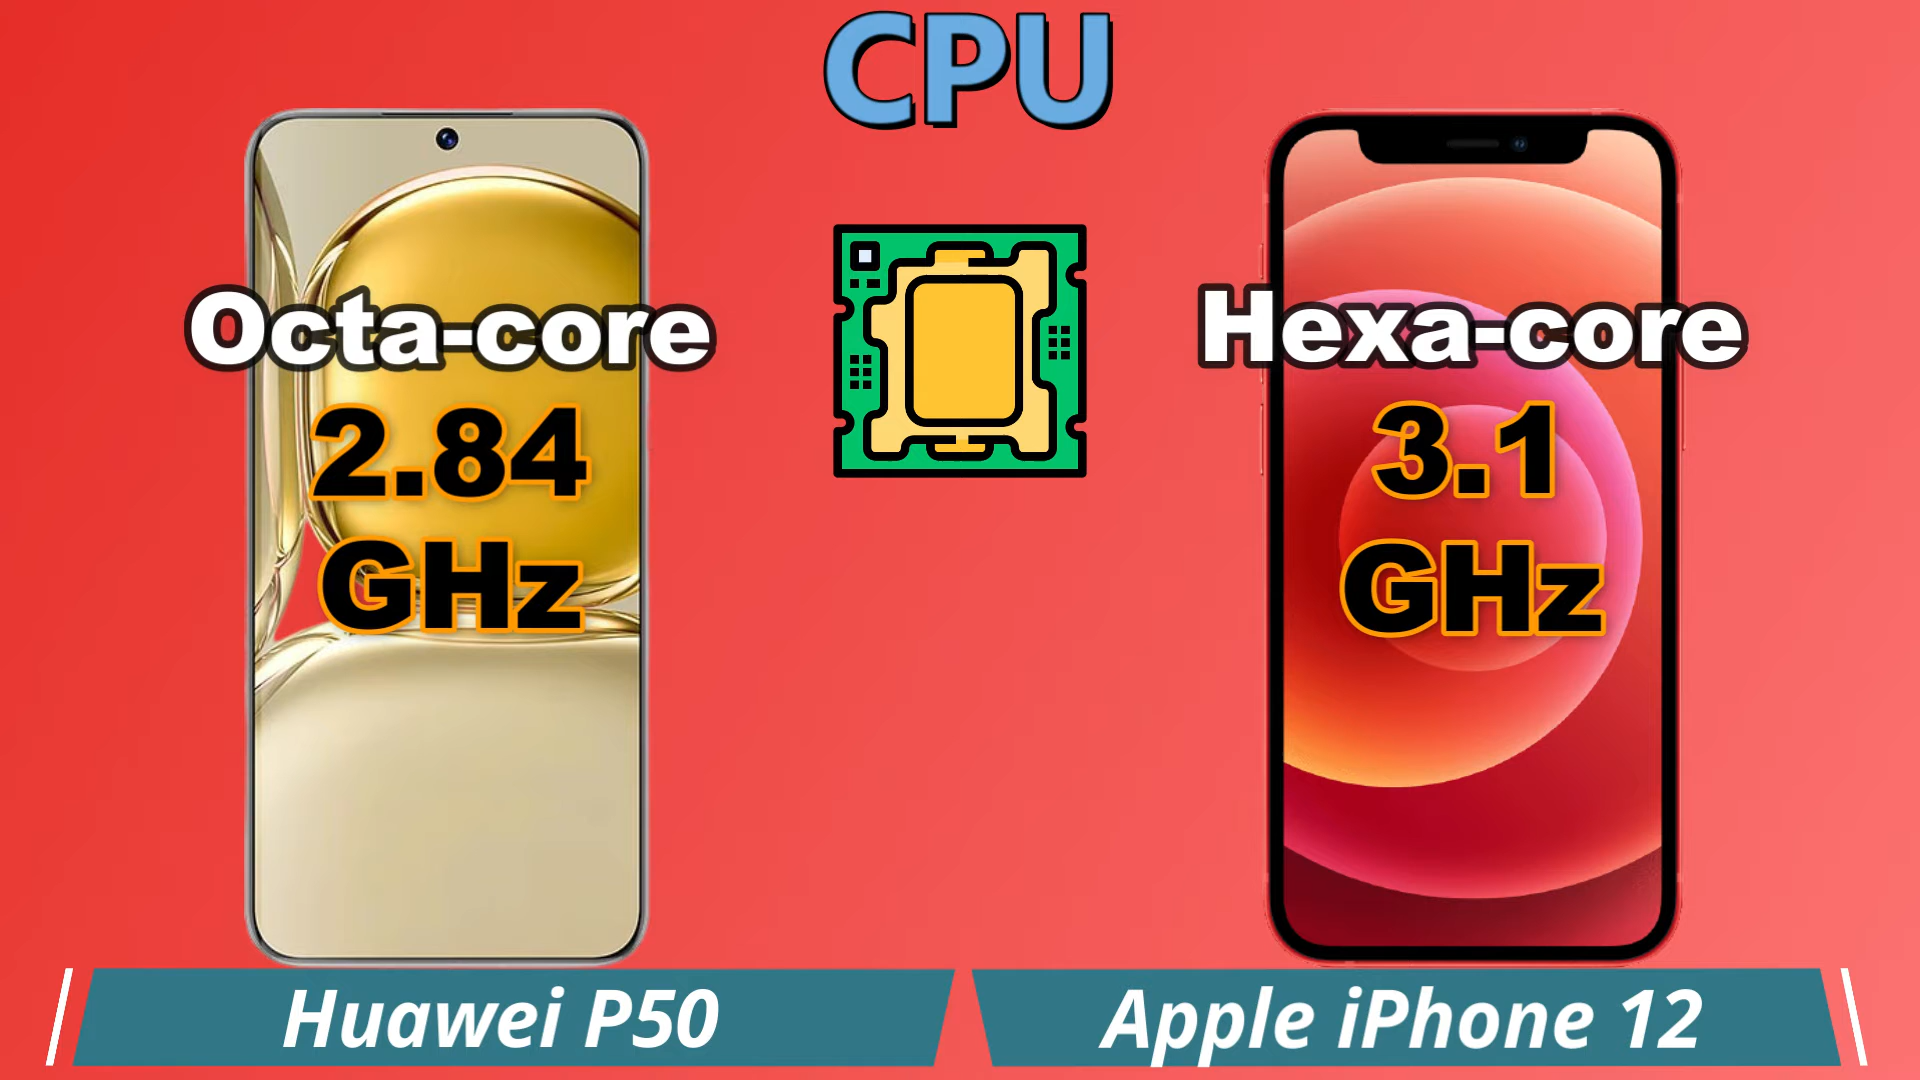 CPU
Octa-core
2.84
GHz
Hexa-core
3.1
GHz
Huawei P50
Apple iPhone 12